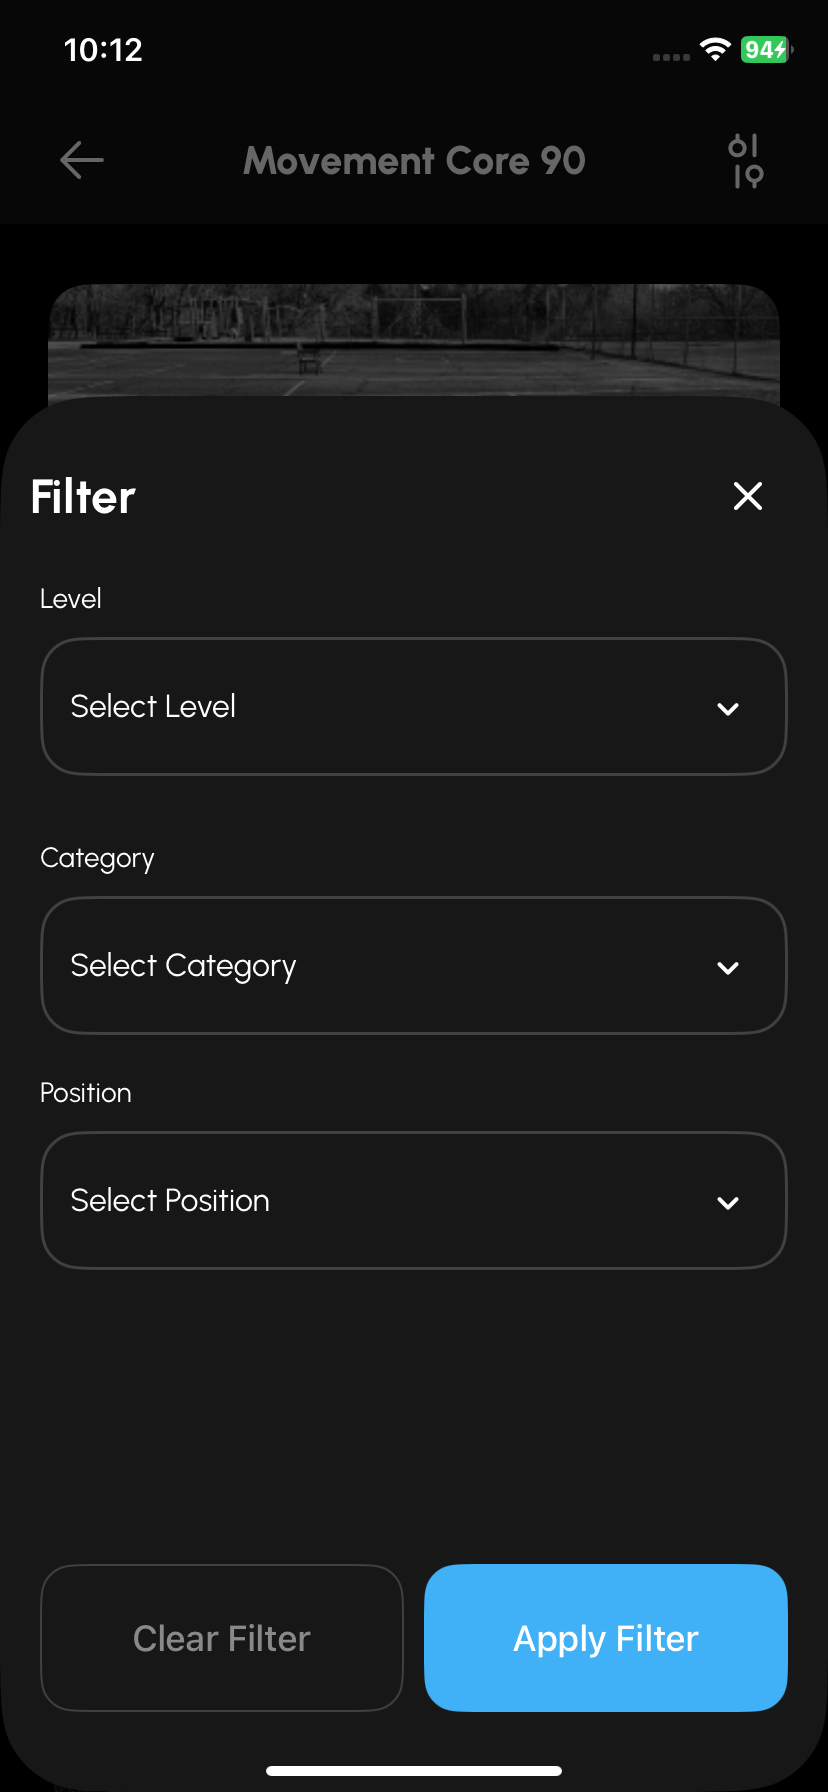 10:12
94
Movement Core 90
Filter
Level
Select Level
Category
Select Category
Position
Select Position
Clear Filter
Apply Filter